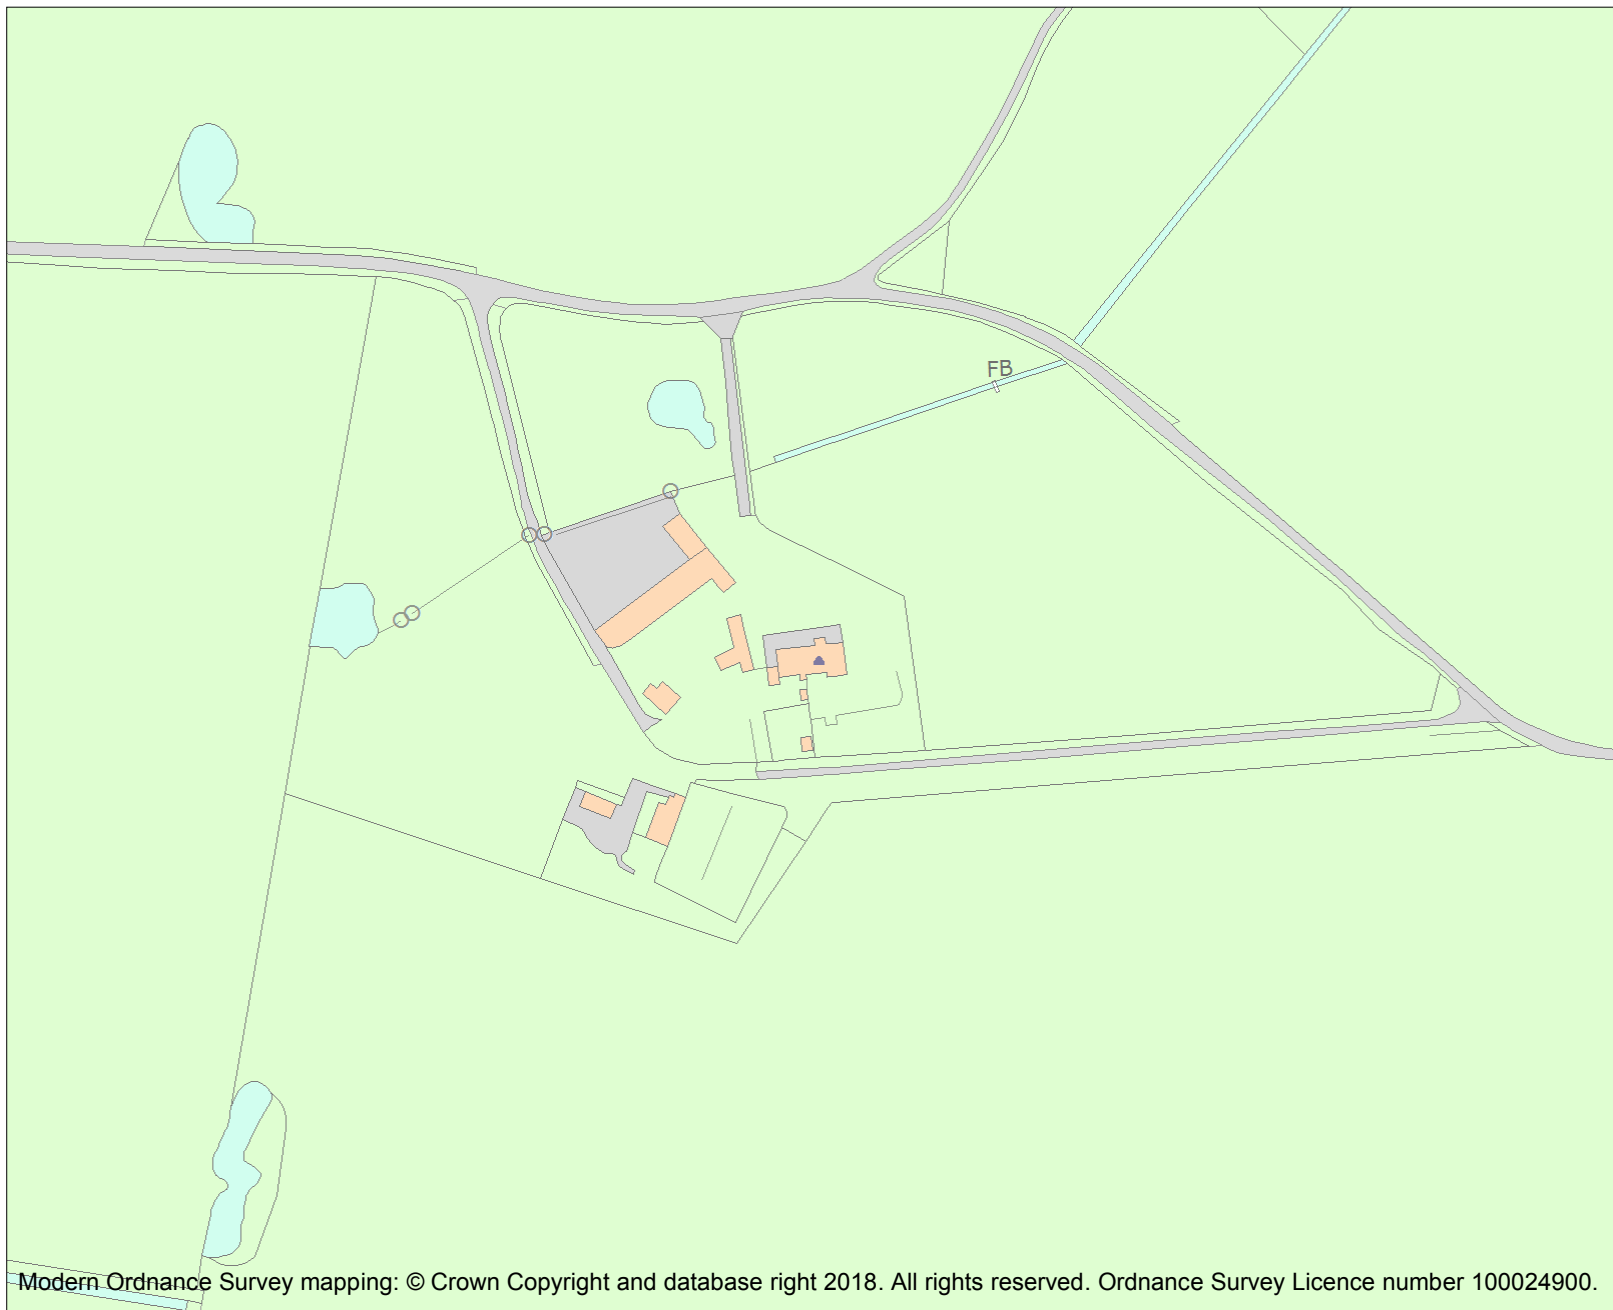 FB
Modern Ordnance Survey mapping: © Crown Copyright and database right 2018. All rights reserved. Ordnance Survey Licence number 100024900.